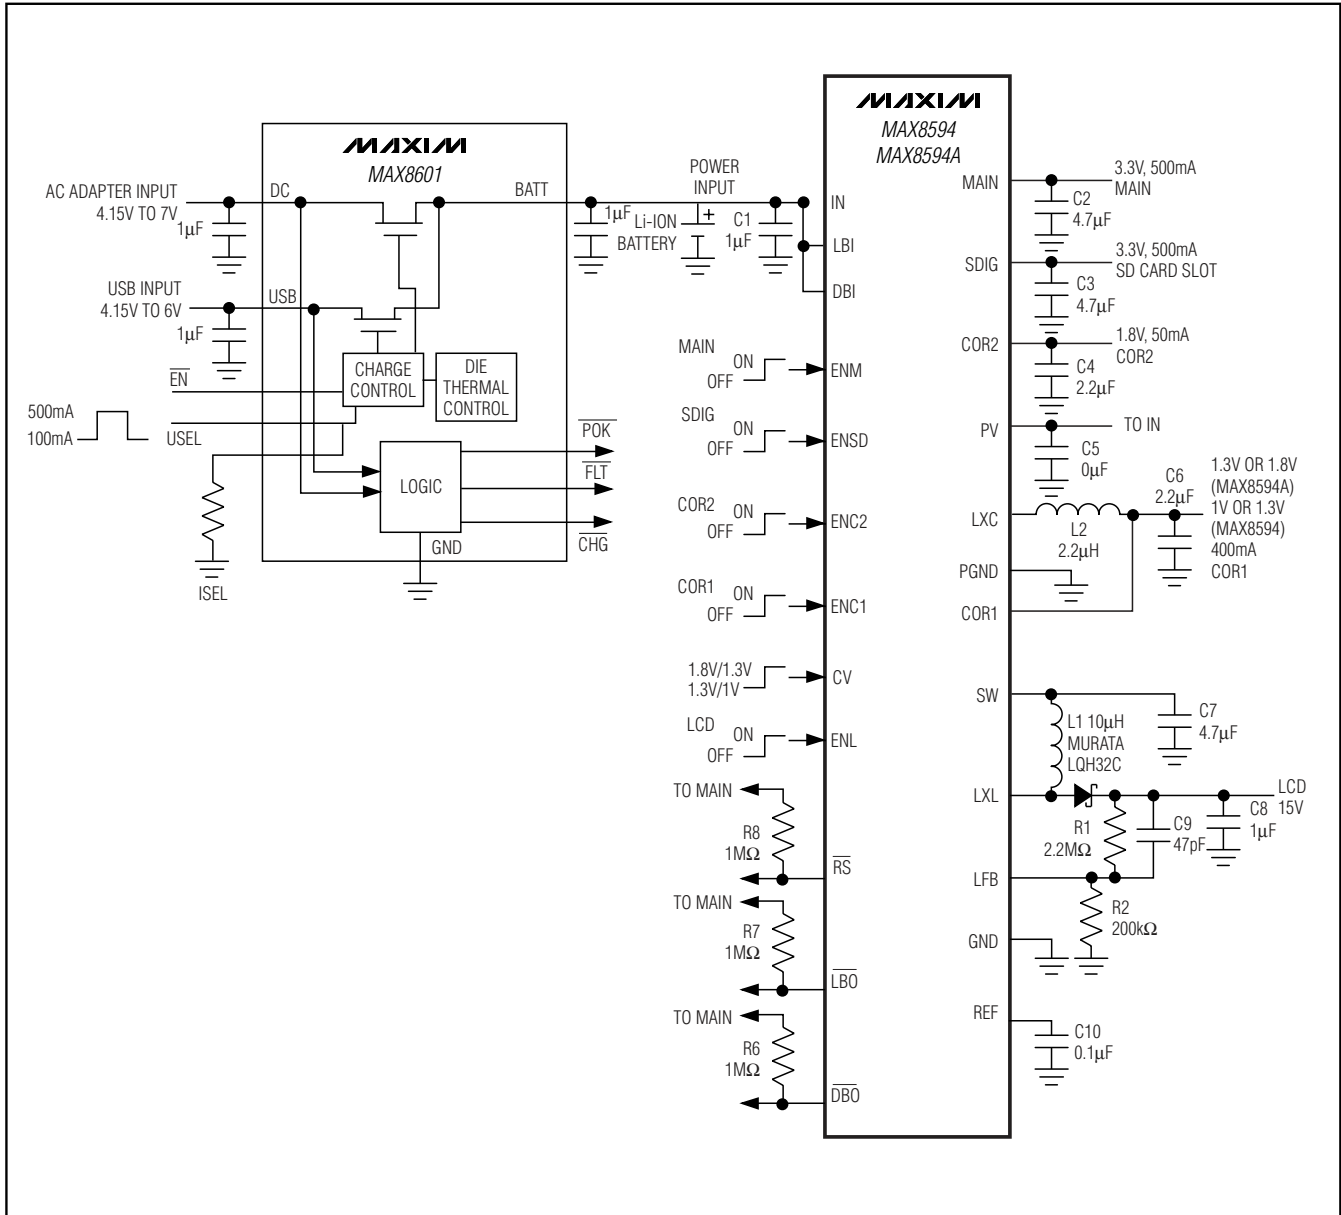 MAXIM
MAX8601
AC ADAPTER INPUT
4.15V TO 7V
1µF
DC
BATT
USB INPUT
4.15V TO 6V
1µF
USB
EN
500mA
100mA
USEL
ISEL
CHARGE
CONTROL
DIE
THERMAL
CONTROL
LOGIC
GND
POK
FLT
CHG
1µF
Li-ION
BATTERY
+
POWER
INPUT
C1
1µF
MAXIM
MAX8594
MAX8594A
IN
LBI
DBI
MAIN
ON
OFF
ENM
SDIG
ON
OFF
ENSD
COR2
ON
OFF
ENC2
COR1
ON
OFF
ENC1
1.8V/1.3V
1.3V/1V
CV
LCD
ON
OFF
ENL
TO MAIN
R8
1MΩ
RS
TO MAIN
R7
1MΩ
LBO
TO MAIN
R6
1MΩ
DBO
MAIN
3.3V, 500mA
MAIN
C2
4.7µF
SDIG
3.3V, 500mA
SD CARD SLOT
C3
4.7µF
COR2
1.8V, 50mA
COR2
C4
2.2µF
PV
TO IN
C5
0µF
LXC
L2
2.2µH
C6
2.2µF
1.3V OR 1.8V
(MAX8594A)
1V OR 1.3V
(MAX8594)
400mA
COR1
PGND
COR1
SW
L1 10µH
MURATA
LQH32C
C7
4.7µF
LXL
LCD
15V
R1
2.2MΩ
C9
47pF
C8
1µF
LFB
R2
200kΩ
GND
REF
C10
0.1µF